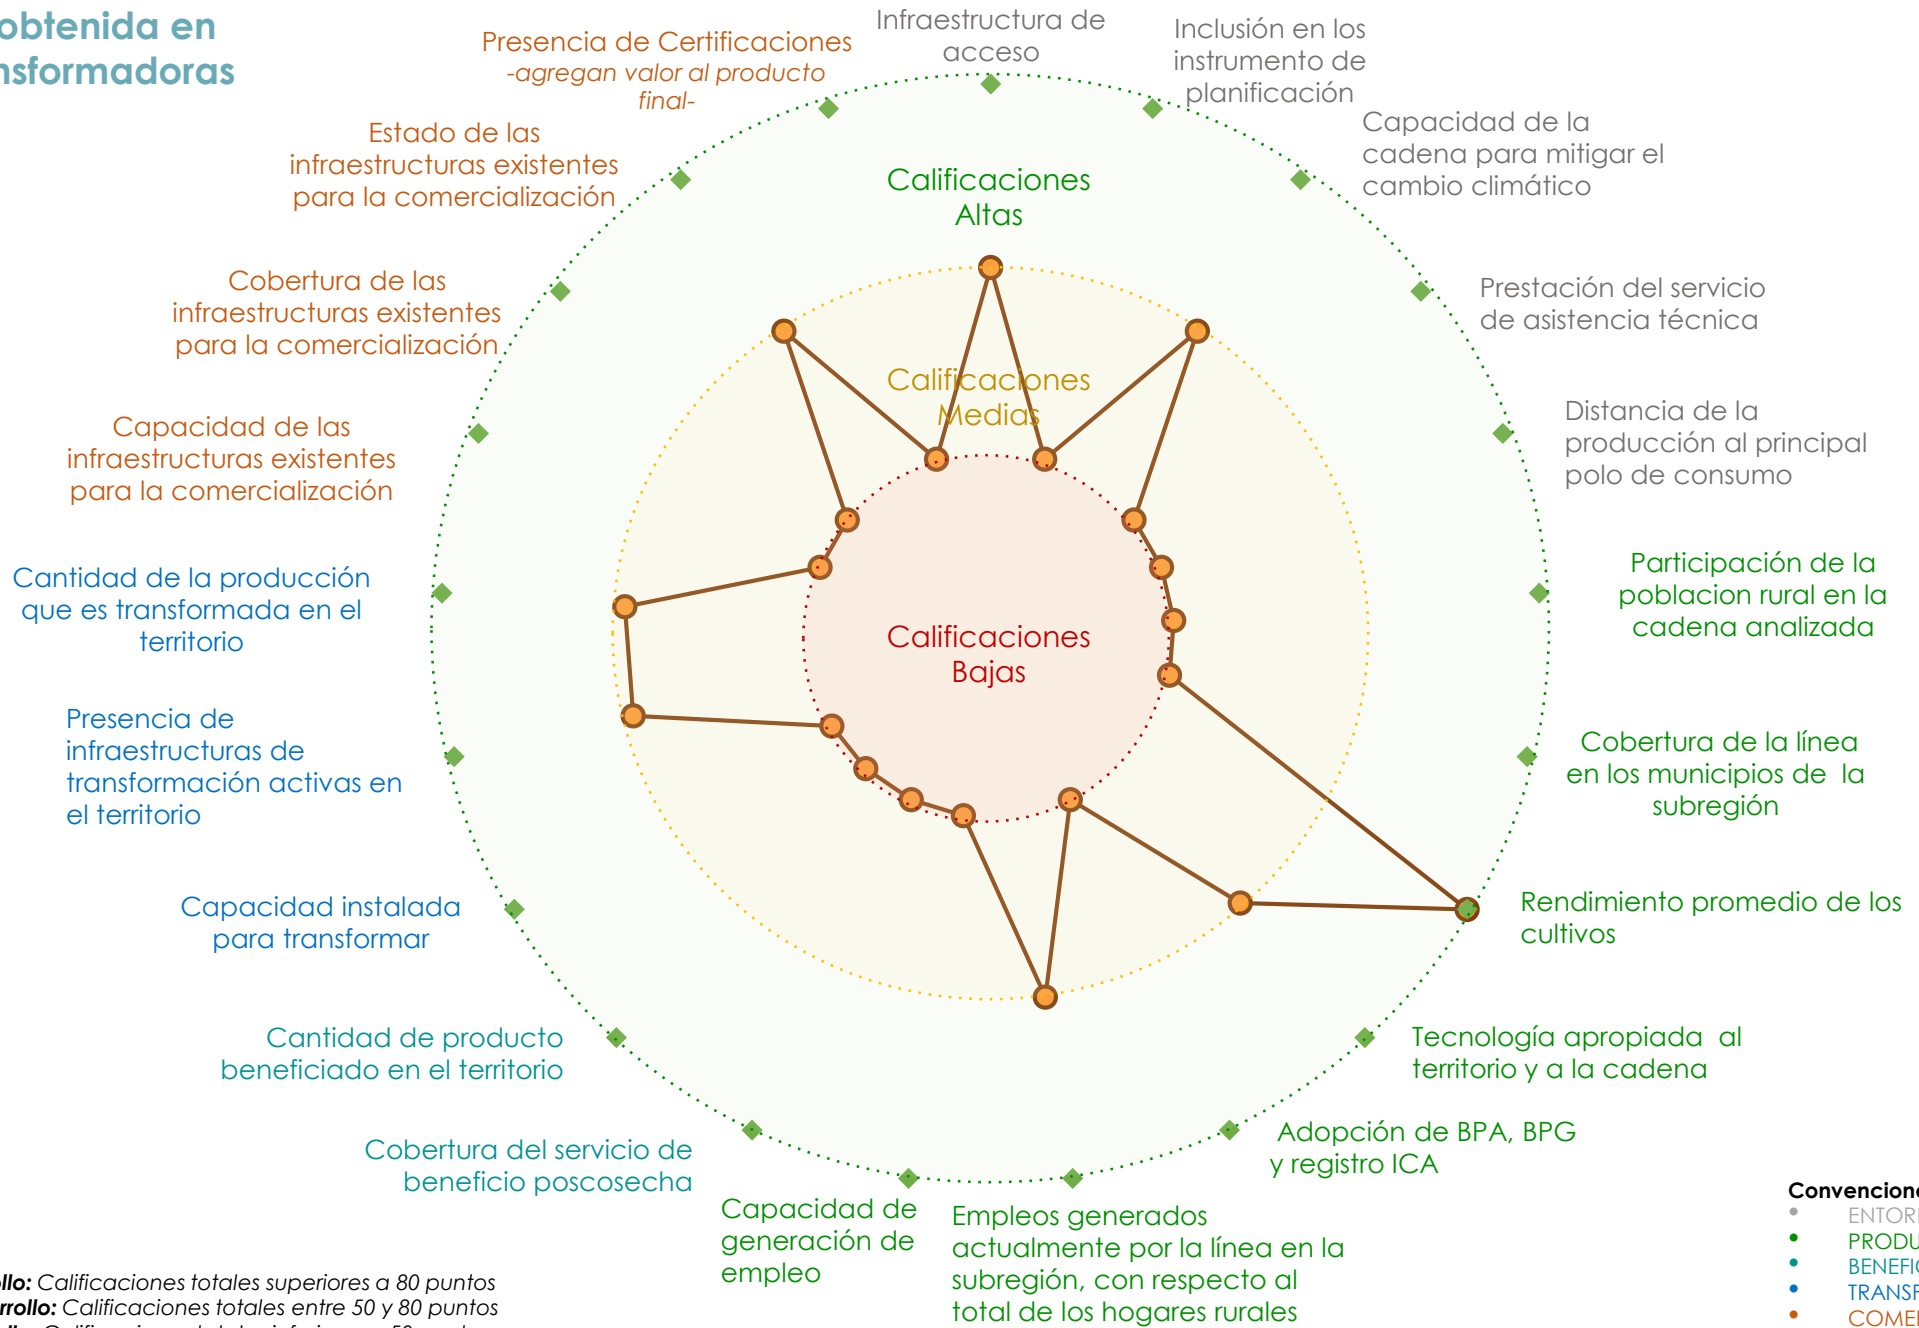 obtenida en
Infraestructura de
acceso
Inclusión en los
instrumento de
planificación
Presencia de Certificaciones
-agregan valor al producto
final-
Estado de las
infraestructuras existentes
para la comercialización
Capacidad de la
cadena para mitigar el
cambio climático
Calificaciones
Altas
Cobertura de las
infraestructuras existentes
para la comercialización
Prestación del servicio
de asistencia técnica
Calificaciones
Medias
Capacidad de las
infraestructuras existentes
para la comercialización
Distancia de la
producción al principal
polo de consumo
Cantidad de la producción
que es transformada en el
territorio
Participación de la
poblacion rural en la
cadena analizada
Calificaciones
Bajas
Presencia de
infraestructuras de
transformación activas en
el territorio
Cobertura de la línea
en los municipios de la
subregión
Capacidad instalada
para transformar
Rendimiento promedio de los
cultivos
Cantidad de producto
beneficiado en el territorio
Tecnología apropiada al
territorio y a la cadena
Cobertura del servicio de
beneficio poscosecha
Adopción de BPA, BPG
y registro ICA
Capacidad de
generación de
empleo
Empleos generados
actualmente por la línea en la
subregión, con respecto al
total de los hogares rurales
Calificaciones totales superiores a 80 puntos
Calificaciones totales entre 50 y 80 puntos